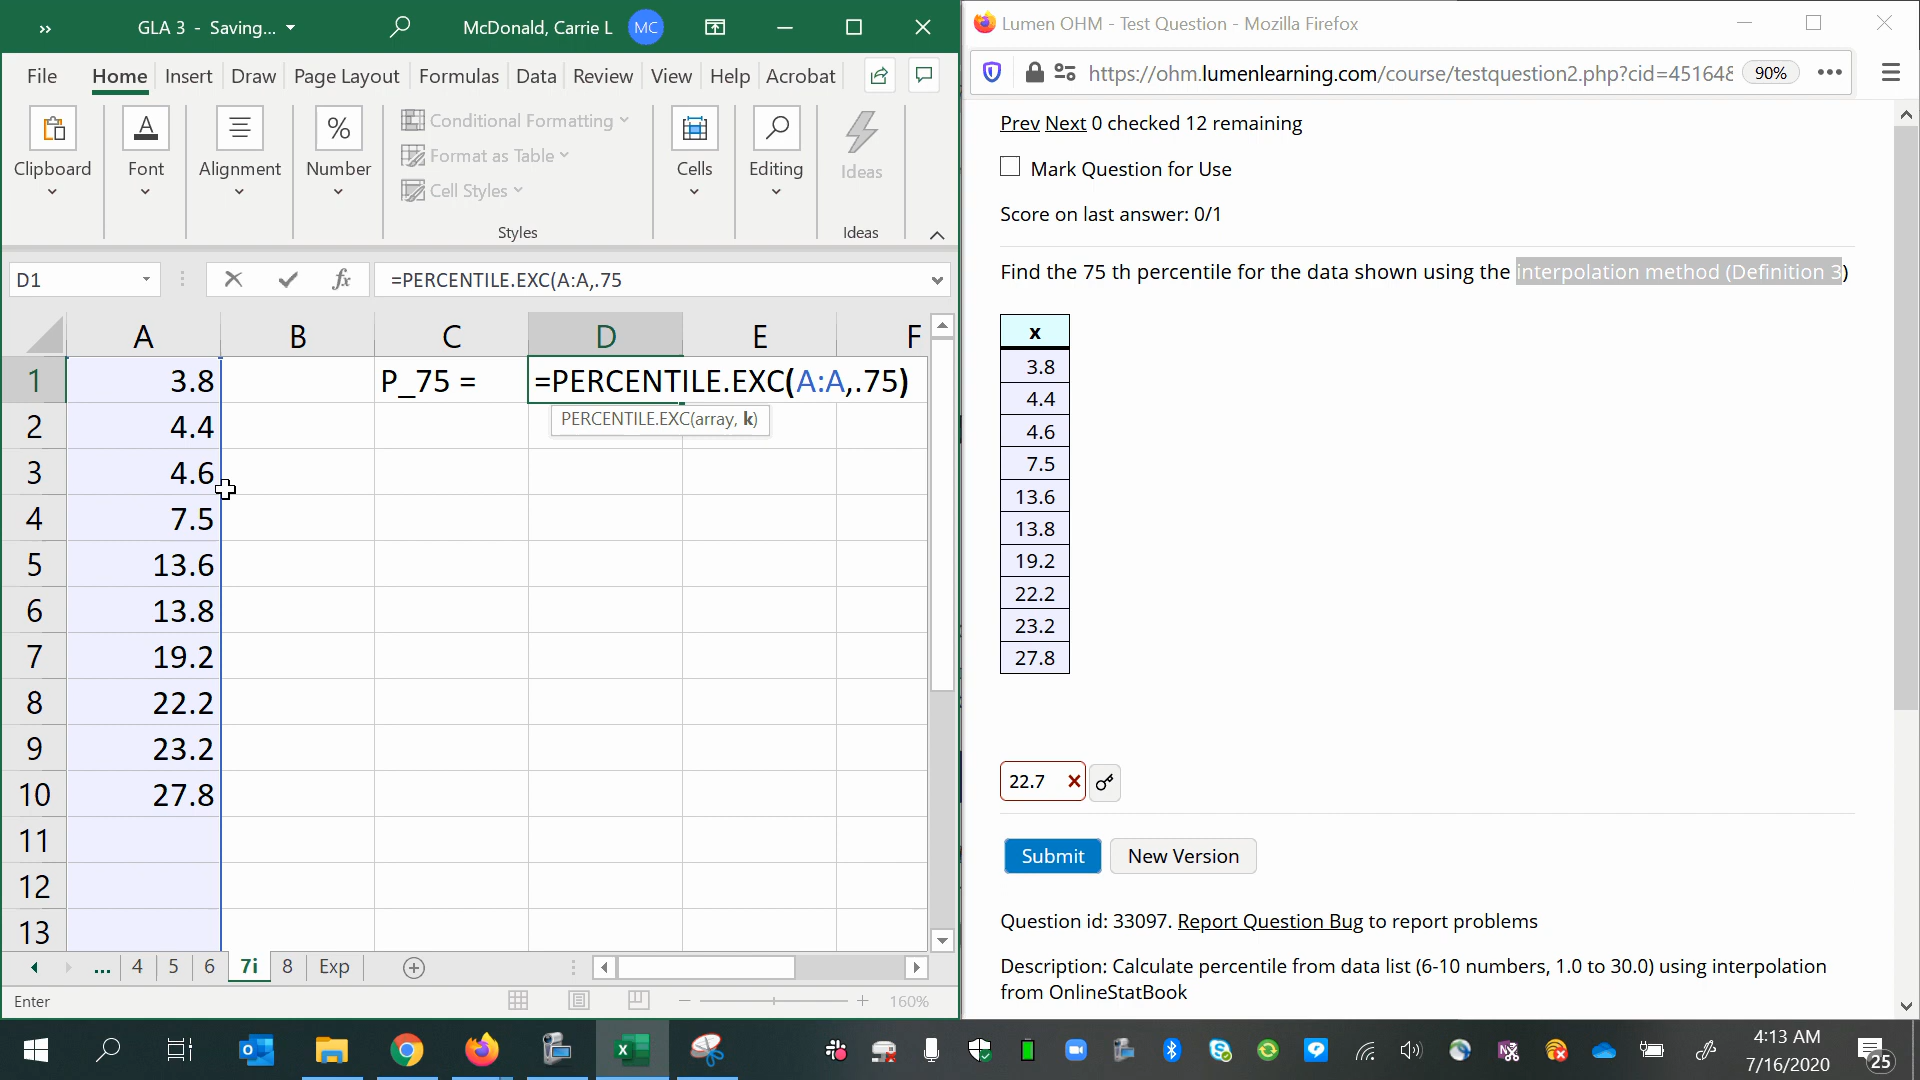 GLA 3 - Saving...
McDonald, Carrie L
MC
File Home Insert Draw Page Layout Formulas Data Review View Help Acrobat
Clipboard
Font
Alignment
Number
Conditional Formatting
Format as Table
Cell Styles
Styles
Cells
Editing
Ideas
Ideas
D1
fx
=PERCENTILE.EXC(A:A,.75
A B C D E F
1 3.8 P_75 = =PERCENTILE.EXC(A:A,.75)
PERCENTILE.EXC(array, k)
2 4.4
3 4.6
4 7.5
5 13.6
6 13.8
7 19.2
8 22.2
9 23.2
10 27.8
11
12
13
... 4 5 6 7i 8 Exp
Enter
160%
Lumen OHM - Test Question - Mozilla Firefox
https://ohm.lumenlearning.com/course/testquestion2.php?cid=451648
90%
Prev Next 0 checked 12 remaining
Mark Question for Use
Score on last answer: 0/1
Find the 75 th percentile for the data shown using the interpolation method (Definition 3)
x
3.8
4.4
4.6
7.5
13.6
13.8
19.2
22.2
23.2
27.8
22.7
Submit New Version
Question id: 33097. Report Question Bug to report problems
Description: Calculate percentile from data list (6-10 numbers, 1.0 to 30.0) using interpolation
from OnlineStatBook
4:13 AM
7/16/2020
25